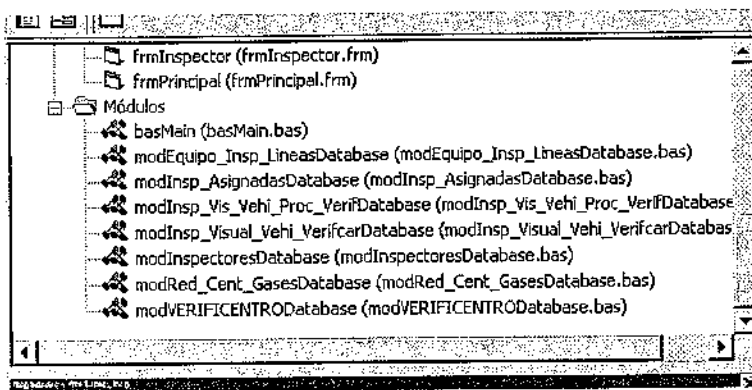 frmInspector (frmInspector.frm)
frmPrincipal (frmPrincipal.frm)
Módulos
basMain (basMain.bas)
modEquipo_Insp_LineasDatabase (modEquipo_Insp_LineasDatabase.bas)
modInsp_AsignadasDatabase (modInsp_AsignadasDatabase.bas)
modInsp_Vis_Vehi_Proc_VerifDatabase (modInsp_Vis_Vehi_Proc_VerifDatabase
modInsp_Visual_Vehi_VerifcarDatabase (modInsp_Visual_Vehi_VerifcarDatabas
modInspectoresDatabase (modInspectoresDatabase.bas)
modRed_Cent_GasesDatabase (modRed_Cent_GasesDatabase.bas)
modVERIFICENTRODatabase (modVERIFICENTRODatabase.bas)